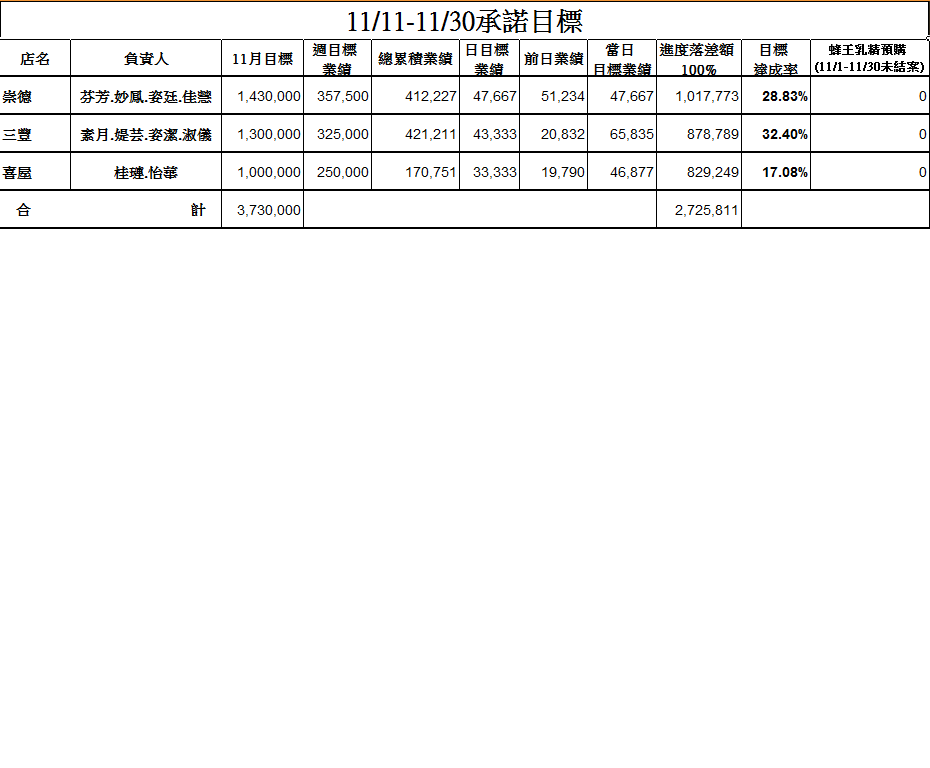 11/11-11/30承諾目標
店名 負責人 11月目標 週目標業績 總累積業績 日目標業績 前日業績 當日目標業績 進度落差額100% 目標達成率 蜂王乳精預購(11/1-11/30未結案)
崇德 芬芳.妙鳳.姿廷.佳慧 1,430,000 357,500 412,227 47,667 51,234 47,667 1,017,773 28.83% 0
三豐 素月.媞芸.姿潔.淑儀 1,300,000 325,000 421,211 43,333 20,832 65,835 878,789 32.40% 0
喜屋 桂璉.怡華 1,000,000 250,000 170,751 33,333 19,790 46,877 829,249 17.08% 0
合 計 3,730,000 2,725,811